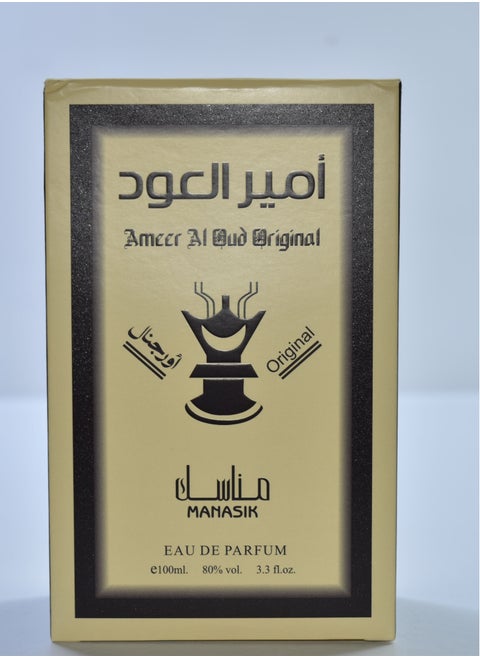 أمير العود
Ameer Al Oud Original
أورجنال
Original
مناسك
MANASIK
EAU DE PARFUM
e100ml. 80% vol. 3.3 fl.oz.